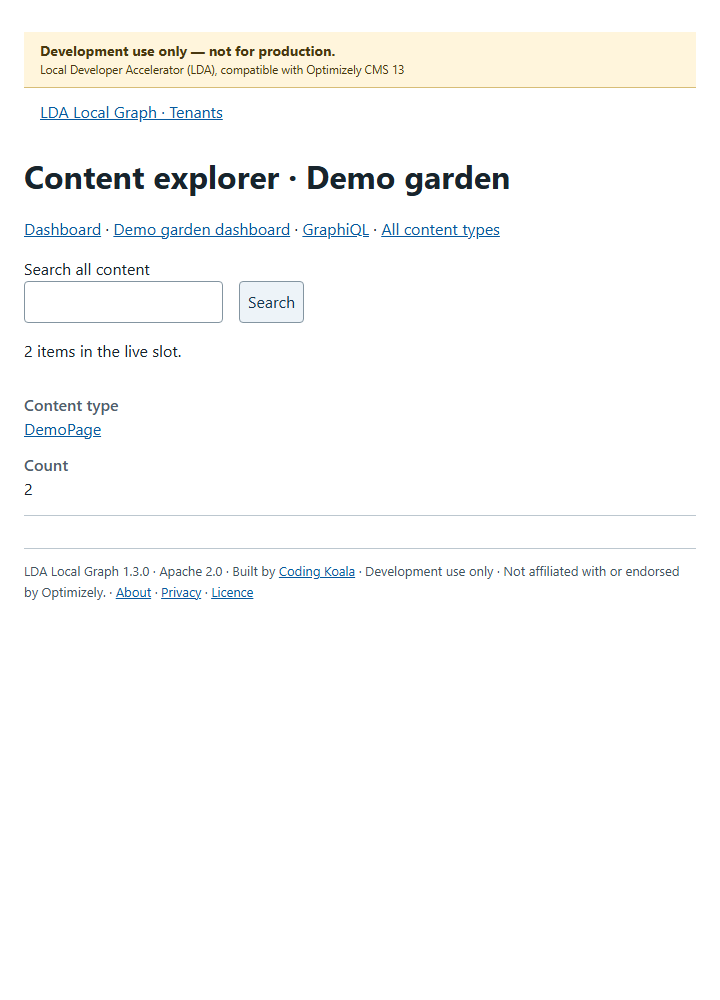 Development use only — not for production.
Local Developer Accelerator (LDA), compatible with Optimizely CMS 13
LDA Local Graph · Tenants
Content explorer · Demo garden
Dashboard · Demo garden dashboard · GraphiQL · All content types
Search all content
Search
2 items in the live slot.
Content type
DemoPage
Count
2
LDA Local Graph 1.3.0 · Apache 2.0 · Built by Coding Koala · Development use only · Not affiliated with or endorsed
by Optimizely. · About · Privacy · Licence